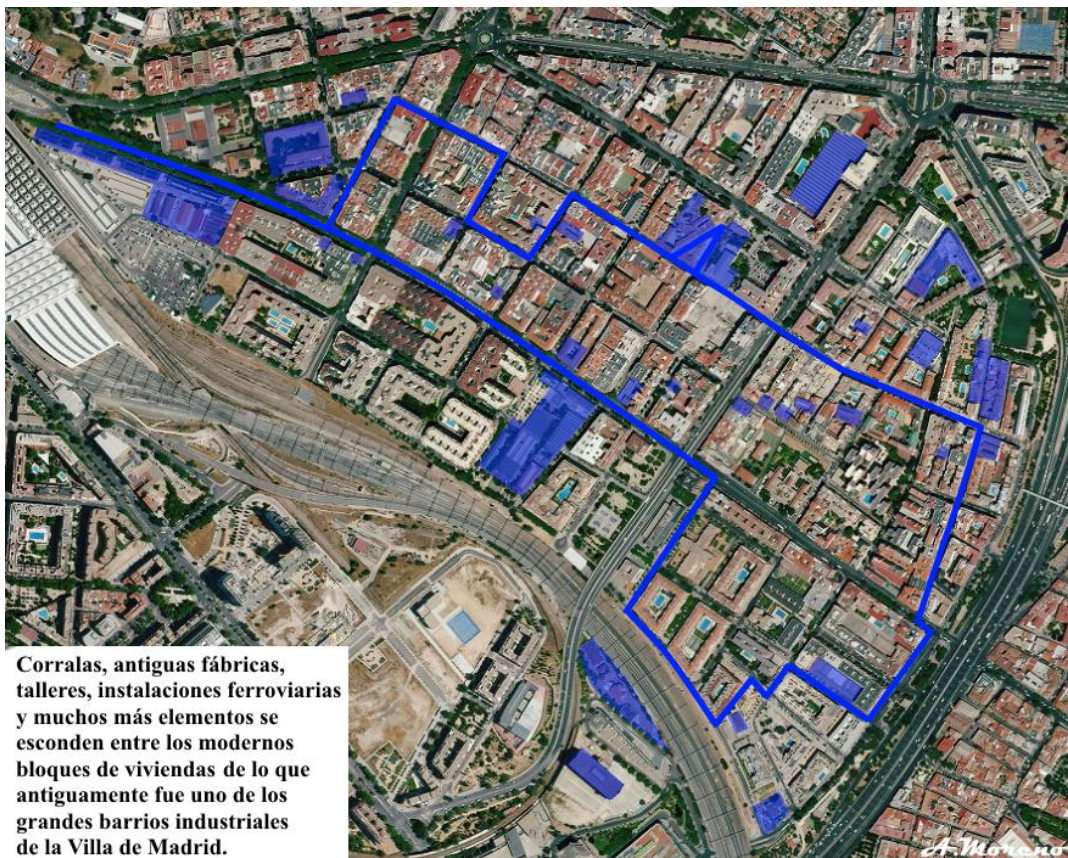 Corralas, antiguas fábricas,
talleres, instalaciones ferroviarias
y muchos más elementos se
esconden entre los modernos
bloques de viviendas de lo que
antiguamente fue uno de los
grandes barrios industriales
de la Villa de Madrid.
A. Moreno